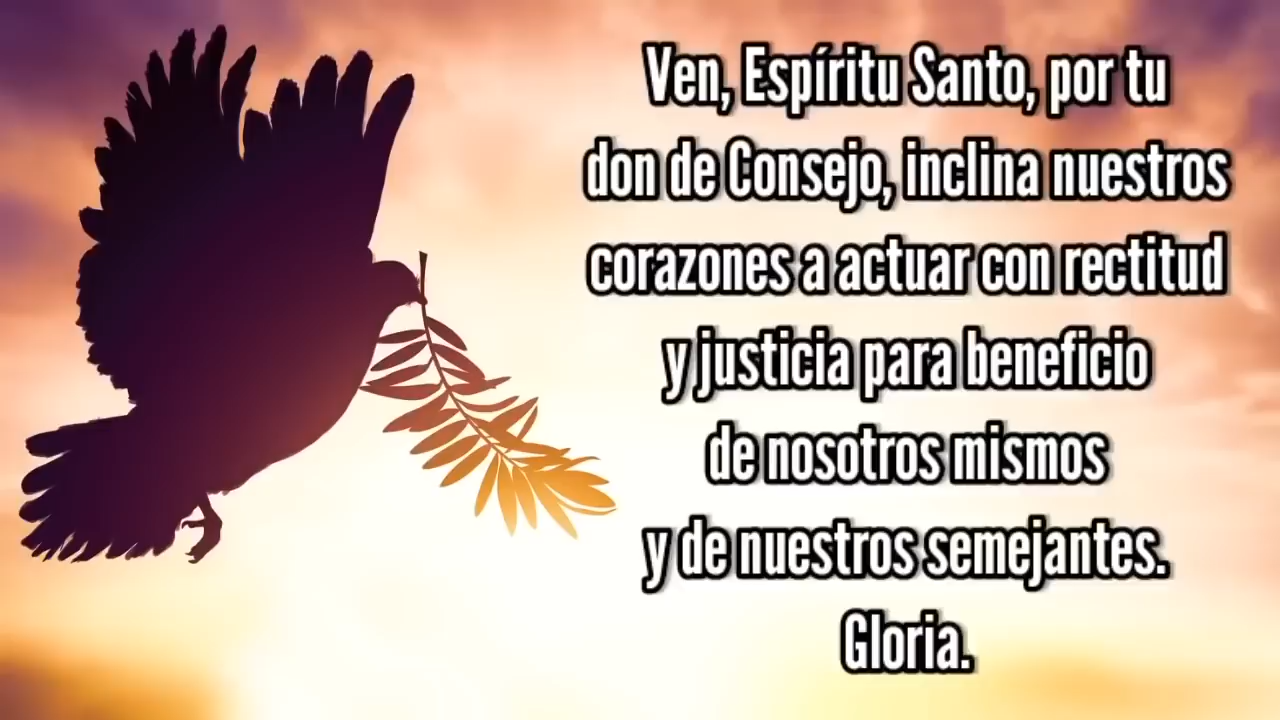 Ven, Espíritu Santo, por tu
don de Consejo, inclina nuestros
corazones a actuar con rectitud
y justicia para beneficio
de nosotros mismos
y de nuestros semejantes.
Gloria.